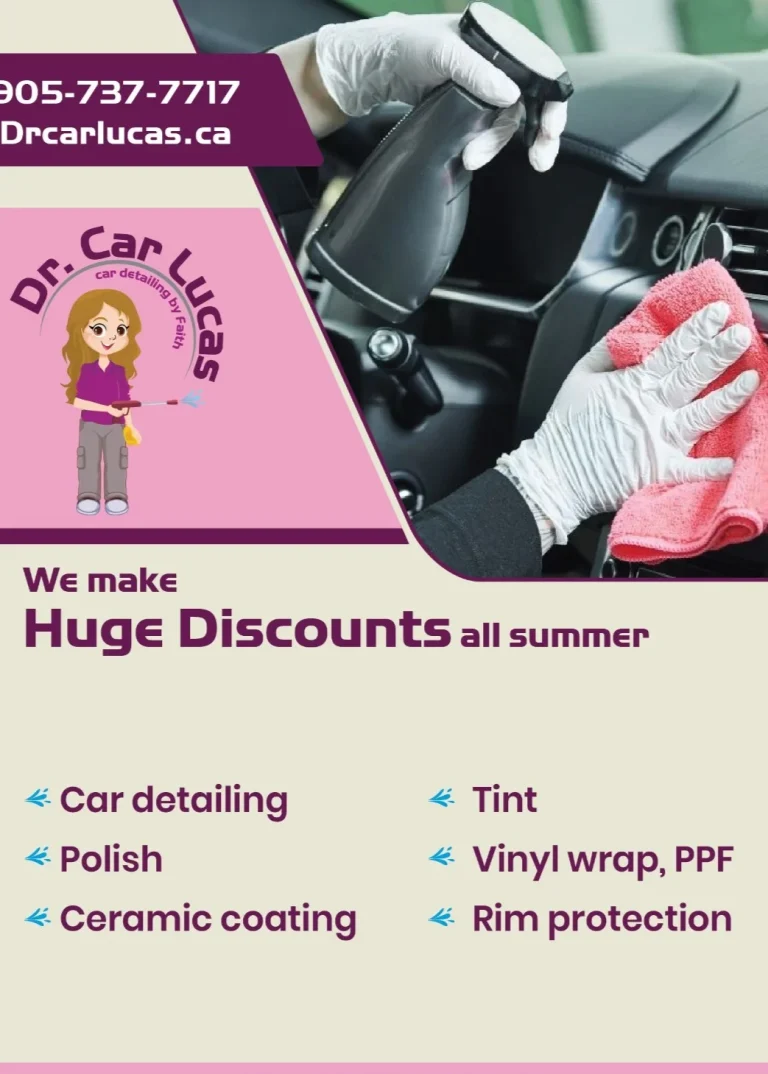 905-737-7717
Drcarlucas.ca
Dr. Car Lucas
car detailing by Faith
We make
Huge Discounts all summer
Car detailing
Polish
Ceramic coating
Tint
Vinyl wrap, PPF
Rim protection